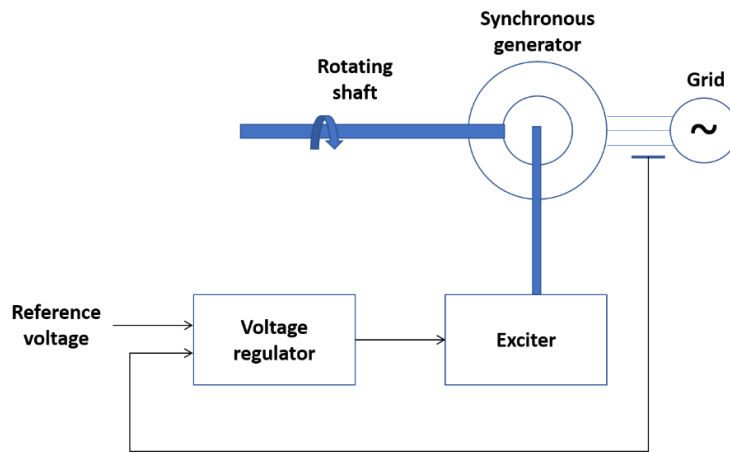 Synchronous
generator
Rotating
shaft
Grid
~
Reference
voltage
Voltage
regulator
Exciter